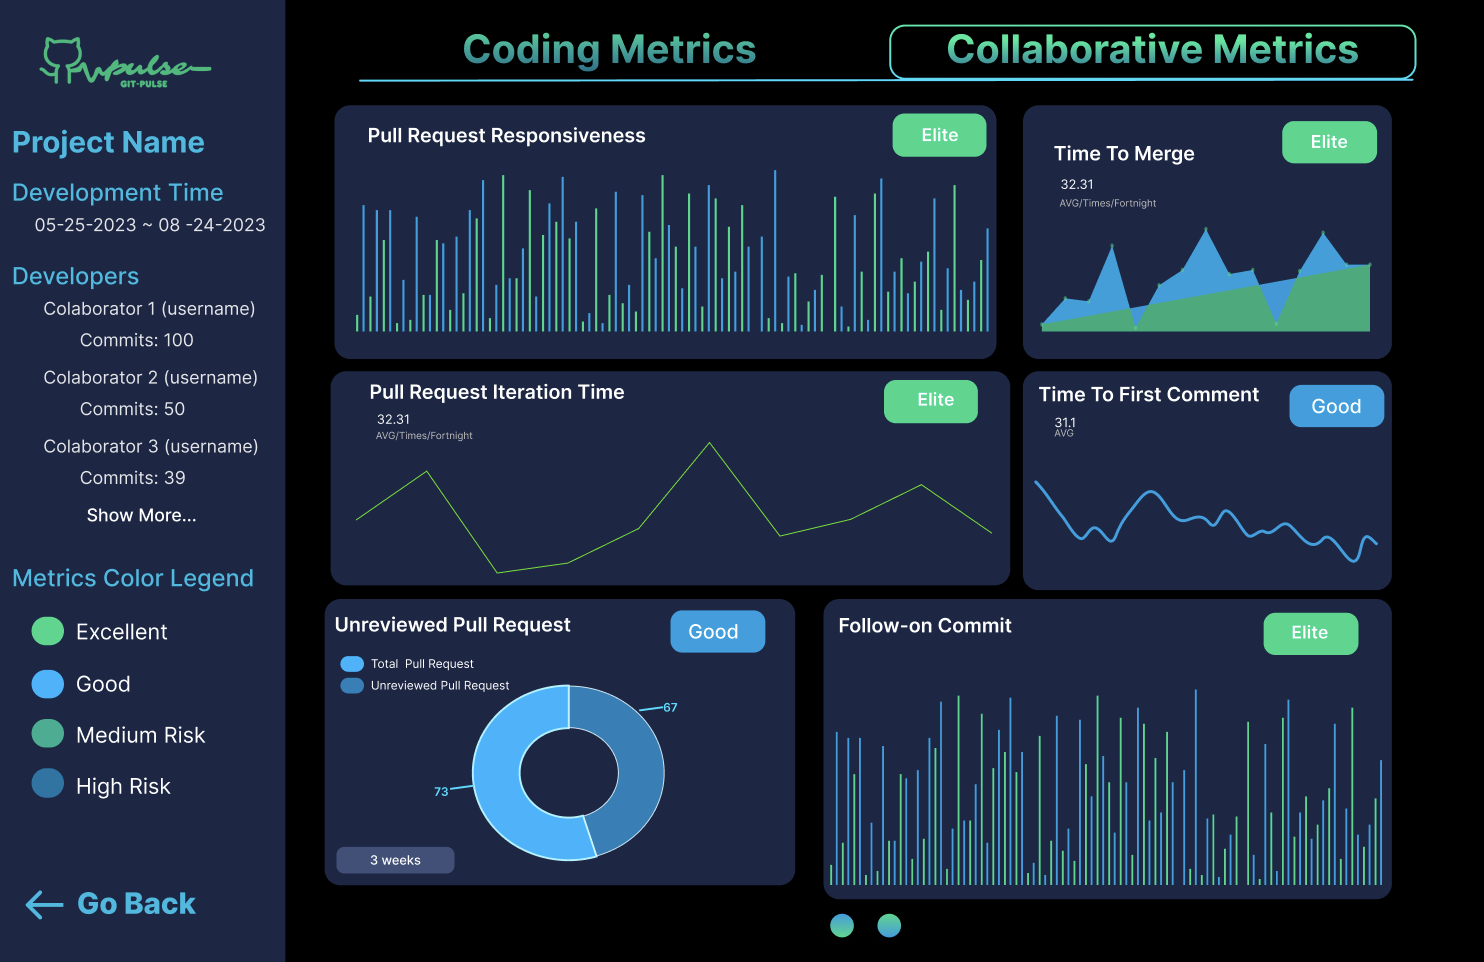 pulse
GIT-PULSE
Project Name
Development Time
05-25-2023 ~ 08 -24-2023
Developers
Colaborator 1 (username)
Commits: 100
Colaborator 2 (username)
Commits: 50
Colaborator 3 (username)
Commits: 39
Show More...
Metrics Color Legend
Excellent
Good
Medium Risk
High Risk
Go Back
Coding Metrics
Collaborative Metrics
Pull Request Responsiveness
Elite
Time To Merge
Elite
32.31
AVG/Times/Fortnight
Pull Request Iteration Time
Elite
32.31
AVG/Times/Fortnight
Time To First Comment
Good
31.1
AVG
Unreviewed Pull Request
Good
Total Pull Request
Unreviewed Pull Request
67
73
3 weeks
Follow-on Commit
Elite